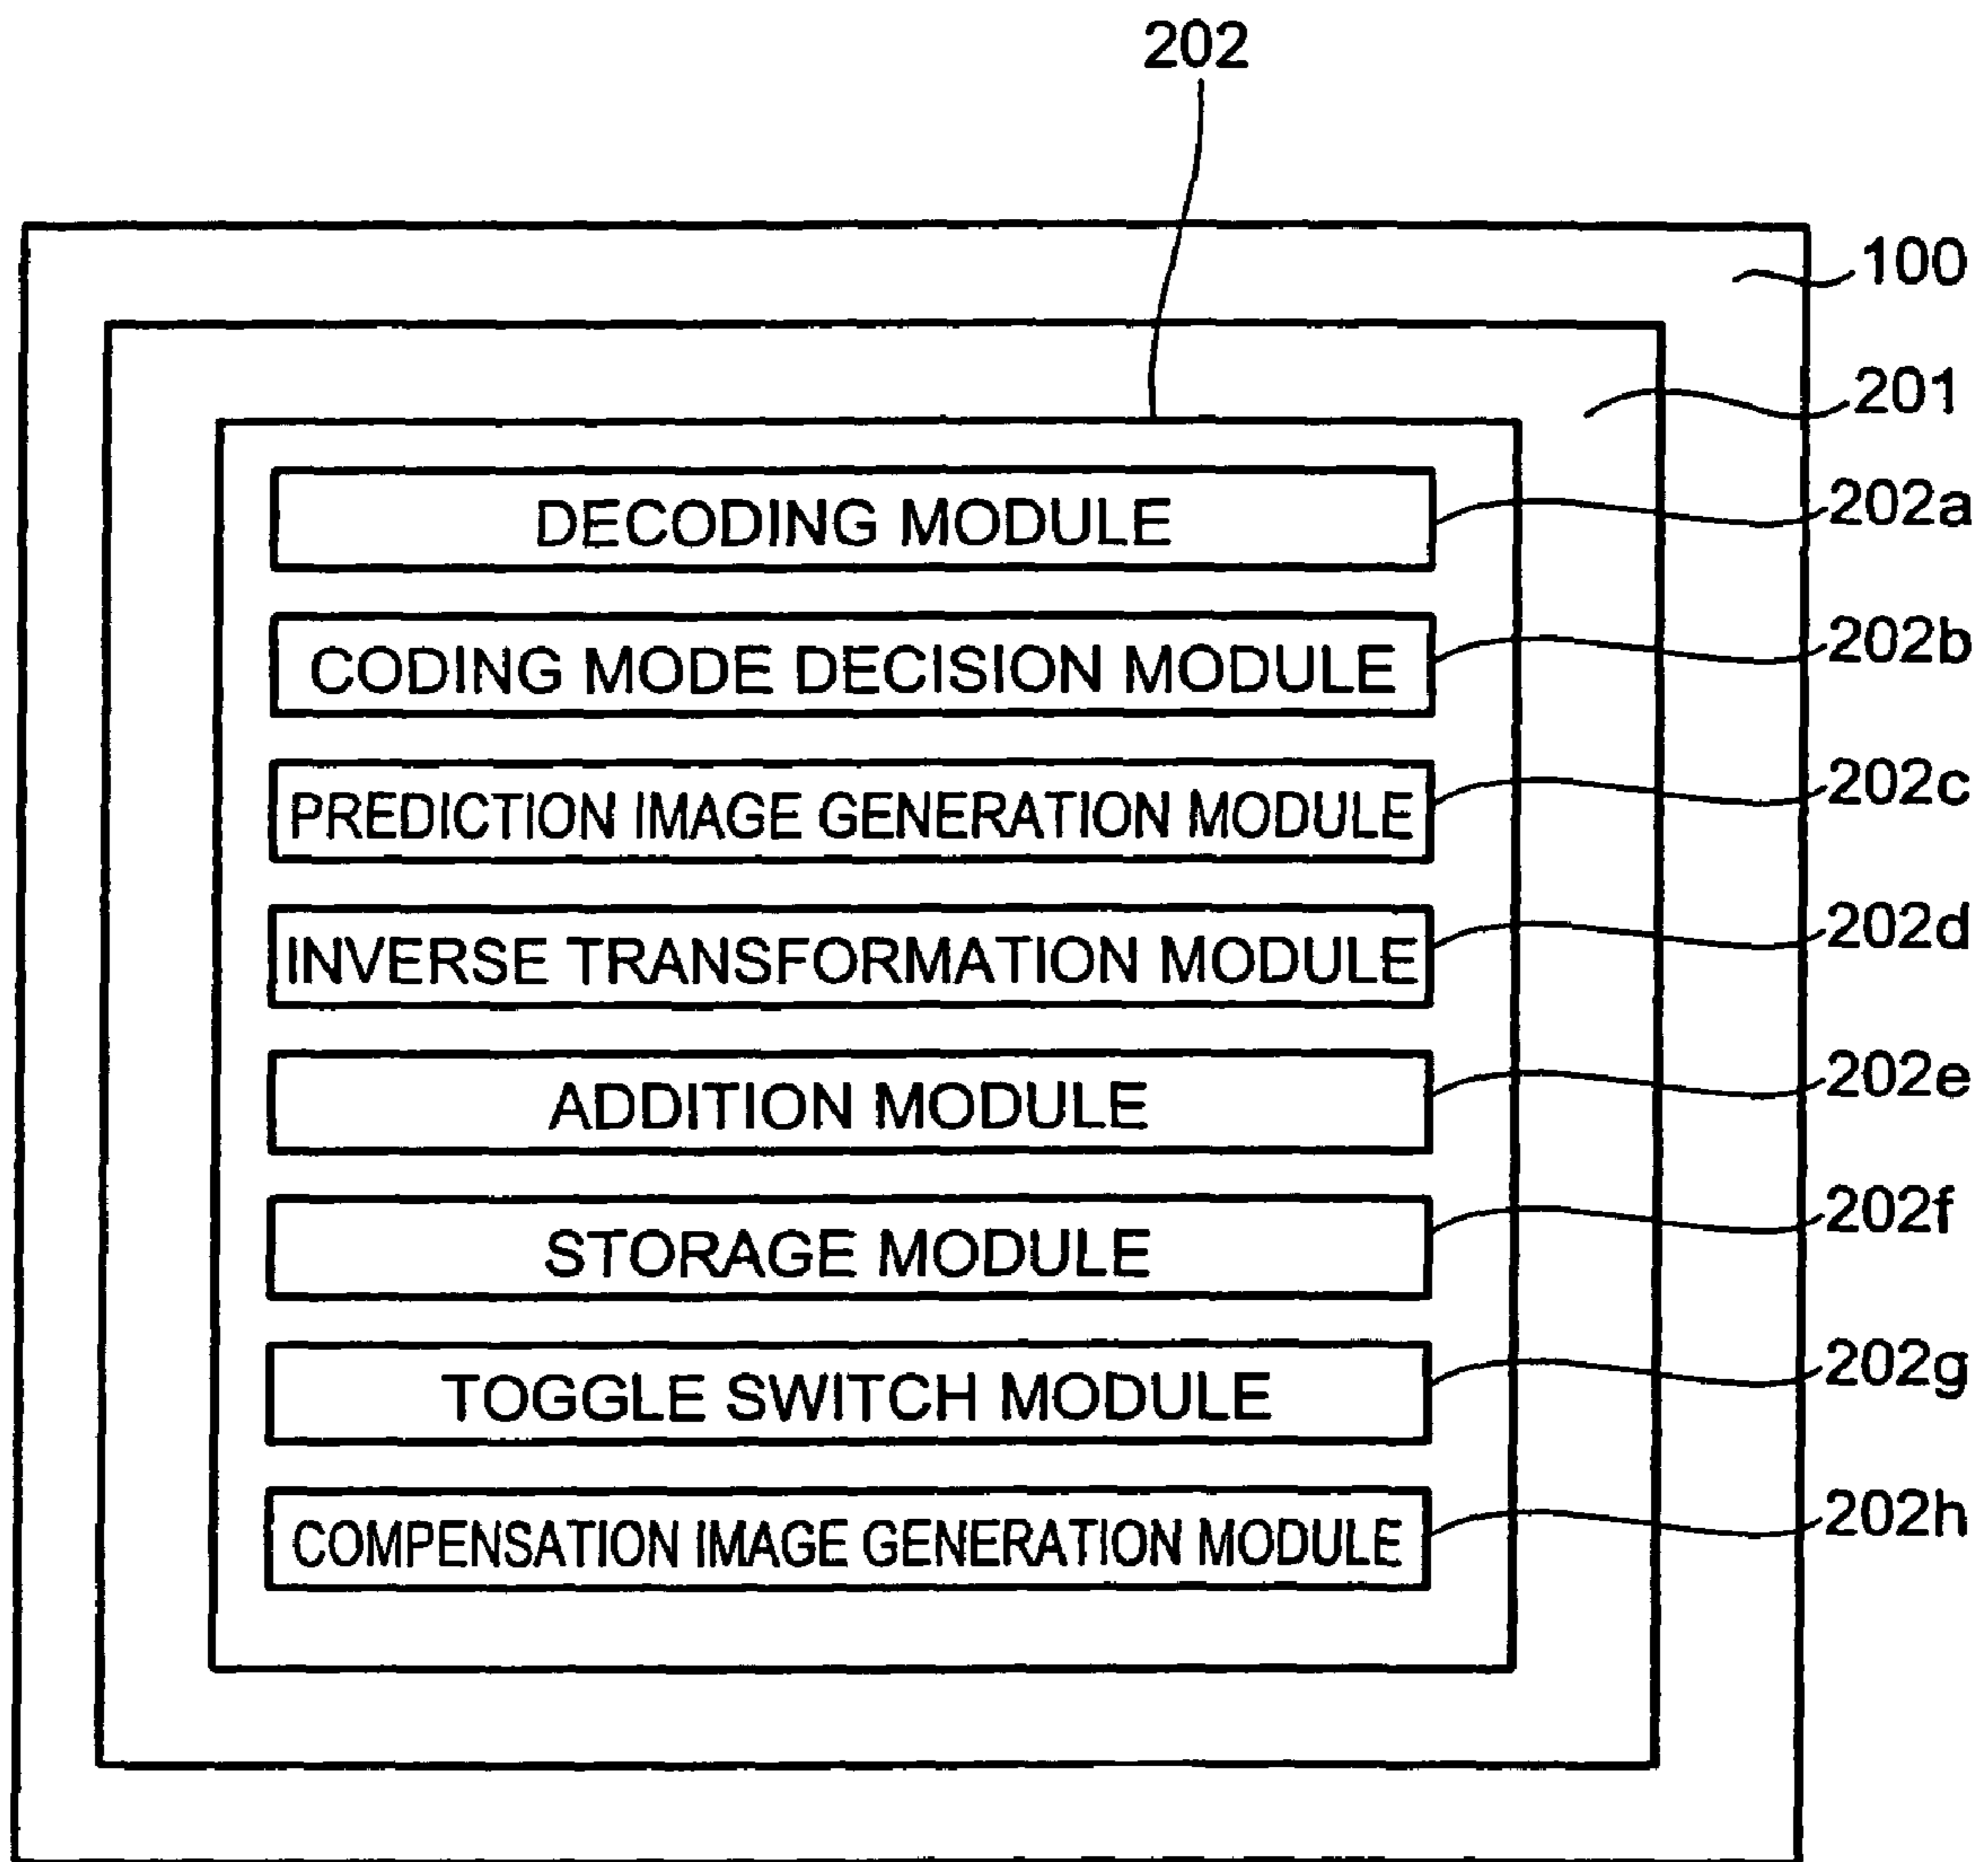 202
100
201
DECODING MODULE 202a
CODING MODE DECISION MODULE 202b
PREDICTION IMAGE GENERATION MODULE 202c
INVERSE TRANSFORMATION MODULE 202d
ADDITION MODULE 202e
STORAGE MODULE 202f
TOGGLE SWITCH MODULE 202g
COMPENSATION IMAGE GENERATION MODULE 202h